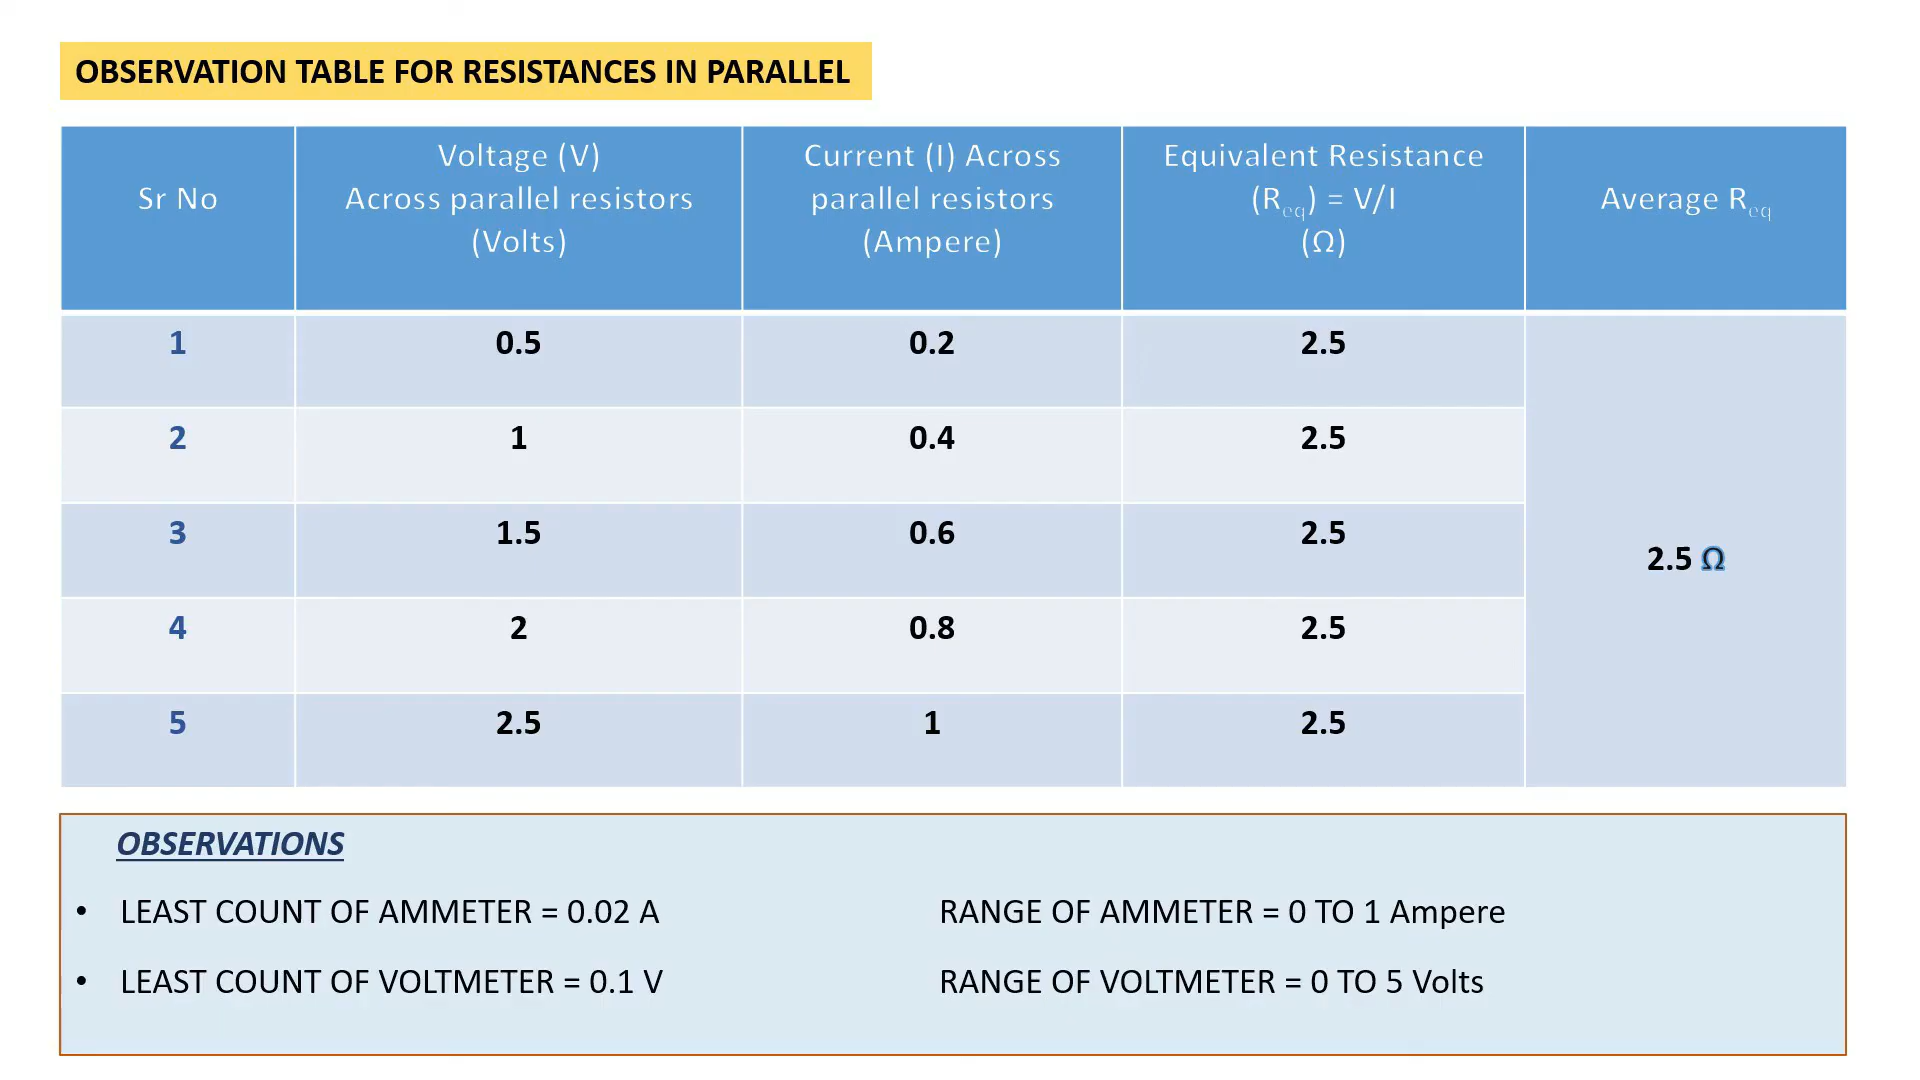 OBSERVATION TABLE FOR RESISTANCES IN PARALLEL
Sr No
Voltage (V)
Across parallel resistors
(Volts)
Current (I) Across
parallel resistors
(Ampere)
Equivalent Resistance
(Req) = V/I
(Ω)
Average Req
1 0.5 0.2 2.5
2 1 0.4 2.5
3 1.5 0.6 2.5
2.5 Ω
4 2 0.8 2.5
5 2.5 1 2.5
OBSERVATIONS
• LEAST COUNT OF AMMETER = 0.02 A RANGE OF AMMETER = 0 TO 1 Ampere
• LEAST COUNT OF VOLTMETER = 0.1 V RANGE OF VOLTMETER = 0 TO 5 Volts